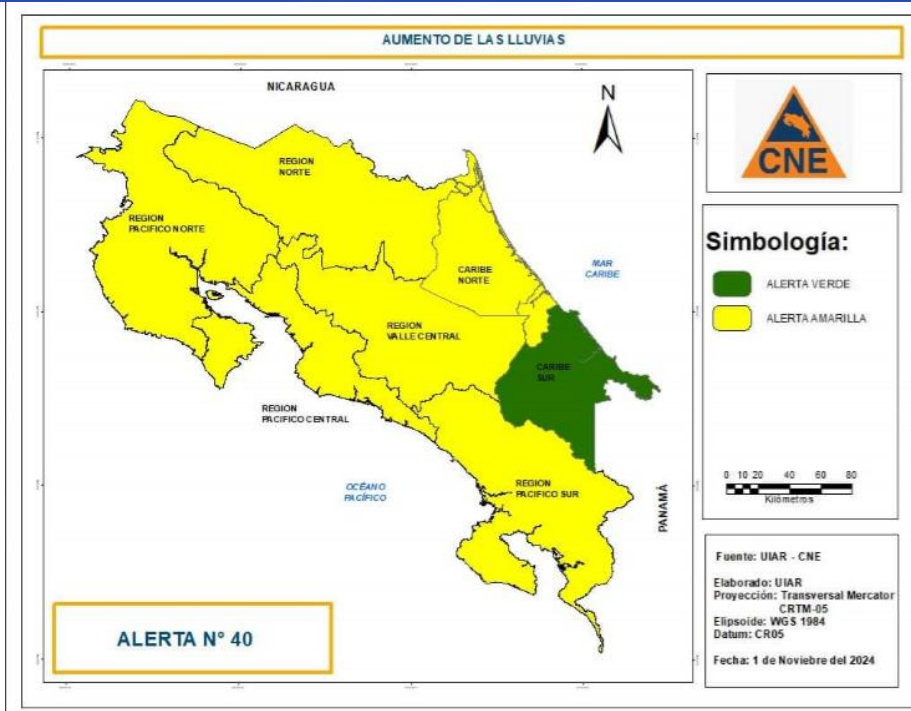 AUMENTO DE LAS LLUVIAS
NICARAGUA
N
REGION
NORTE
REGION
PACIFICO NORTE
CARIBE
NORTE
MAR
CARIBE
REGION
VALLE CENTRAL
CARIBE
SUR
REGION
PACIFICO CENTRAL
OCÉANO
PACÍFICO
REGION
PACIFICO SUR
PANAMÁ
ALERTA N° 40
CNE
Simbología:
ALERTA VERDE
ALERTA AMARILLA
0 10 20 40 60 80
Kilómetros
Fuente: UIAR - CNE
Elaborado: UIAR
Proyección: Transversal Mercator
CRTM-05
Elipsoide: WGS 1984
Datum: CR05
Fecha: 1 de Noviebre del 2024